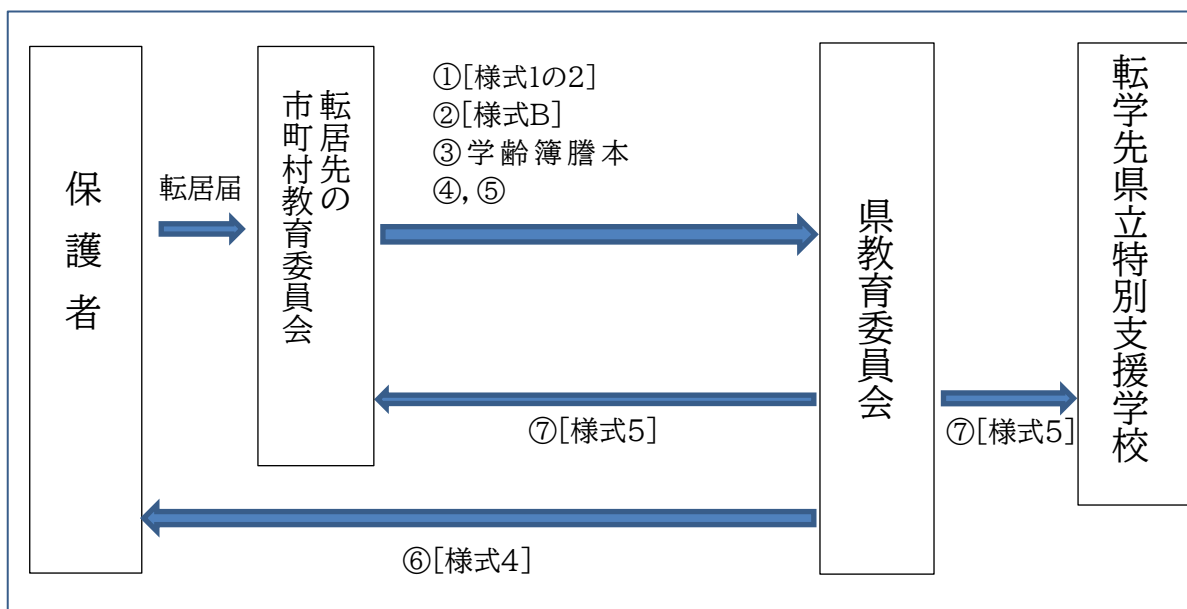 保護者
転居届
転居先の
市町村教育委員会
①[様式1の2]
②[様式B]
③学齢簿謄本
④,⑤
県教育委員会
転学先県立特別支援学校
⑦[様式5]
⑦[様式5]
⑥[様式4]